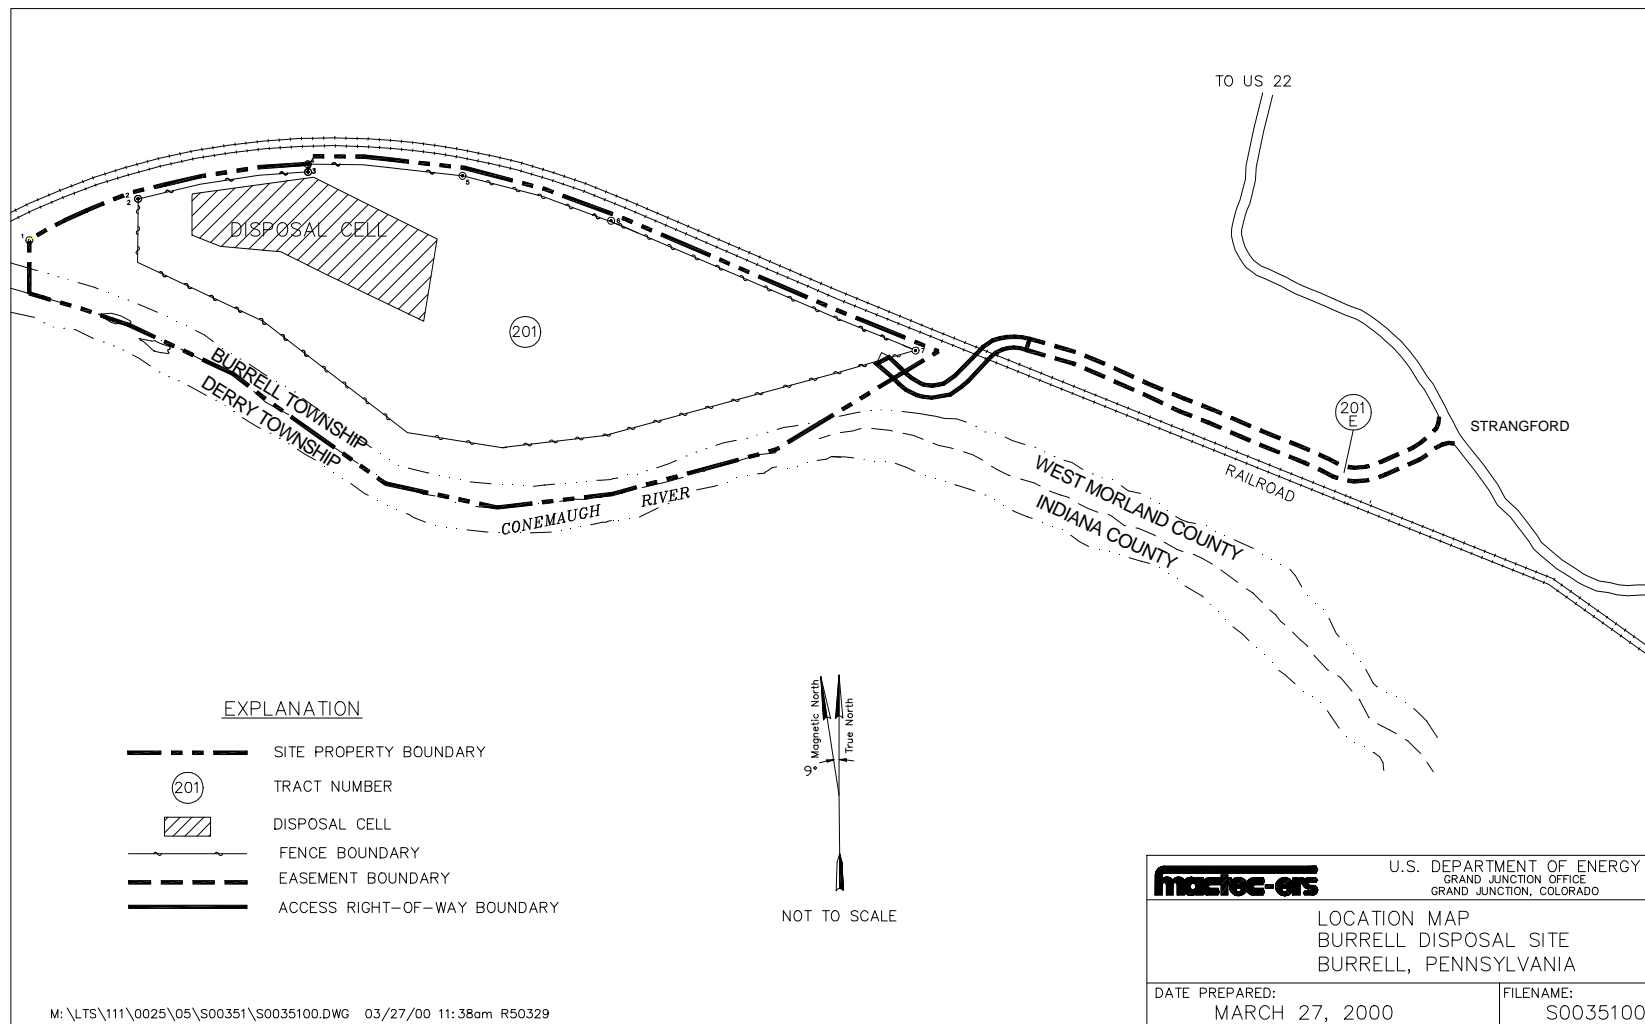 TO US 22
1
2
2
3
5
6
7
DISPOSAL CELL
201
BURRELL TOWNSHIP
DERRY TOWNSHIP
CONEMAUGH RIVER
WEST MORLAND COUNTY
INDIANA COUNTY
RAILROAD
201
E
STRANGFORD
EXPLANATION
SITE PROPERTY BOUNDARY
201
TRACT NUMBER
DISPOSAL CELL
FENCE BOUNDARY
EASEMENT BOUNDARY
ACCESS RIGHT-OF-WAY BOUNDARY
Magnetic North
True North
9°
NOT TO SCALE
mactec-ers
U.S. DEPARTMENT OF ENERGY
GRAND JUNCTION OFFICE
GRAND JUNCTION, COLORADO
LOCATION MAP
BURRELL DISPOSAL SITE
BURRELL, PENNSYLVANIA
DATE PREPARED:
MARCH 27, 2000
FILENAME:
S0035100
M:\LTS\111\0025\05\S00351\S0035100.DWG 03/27/00 11:38am R50329